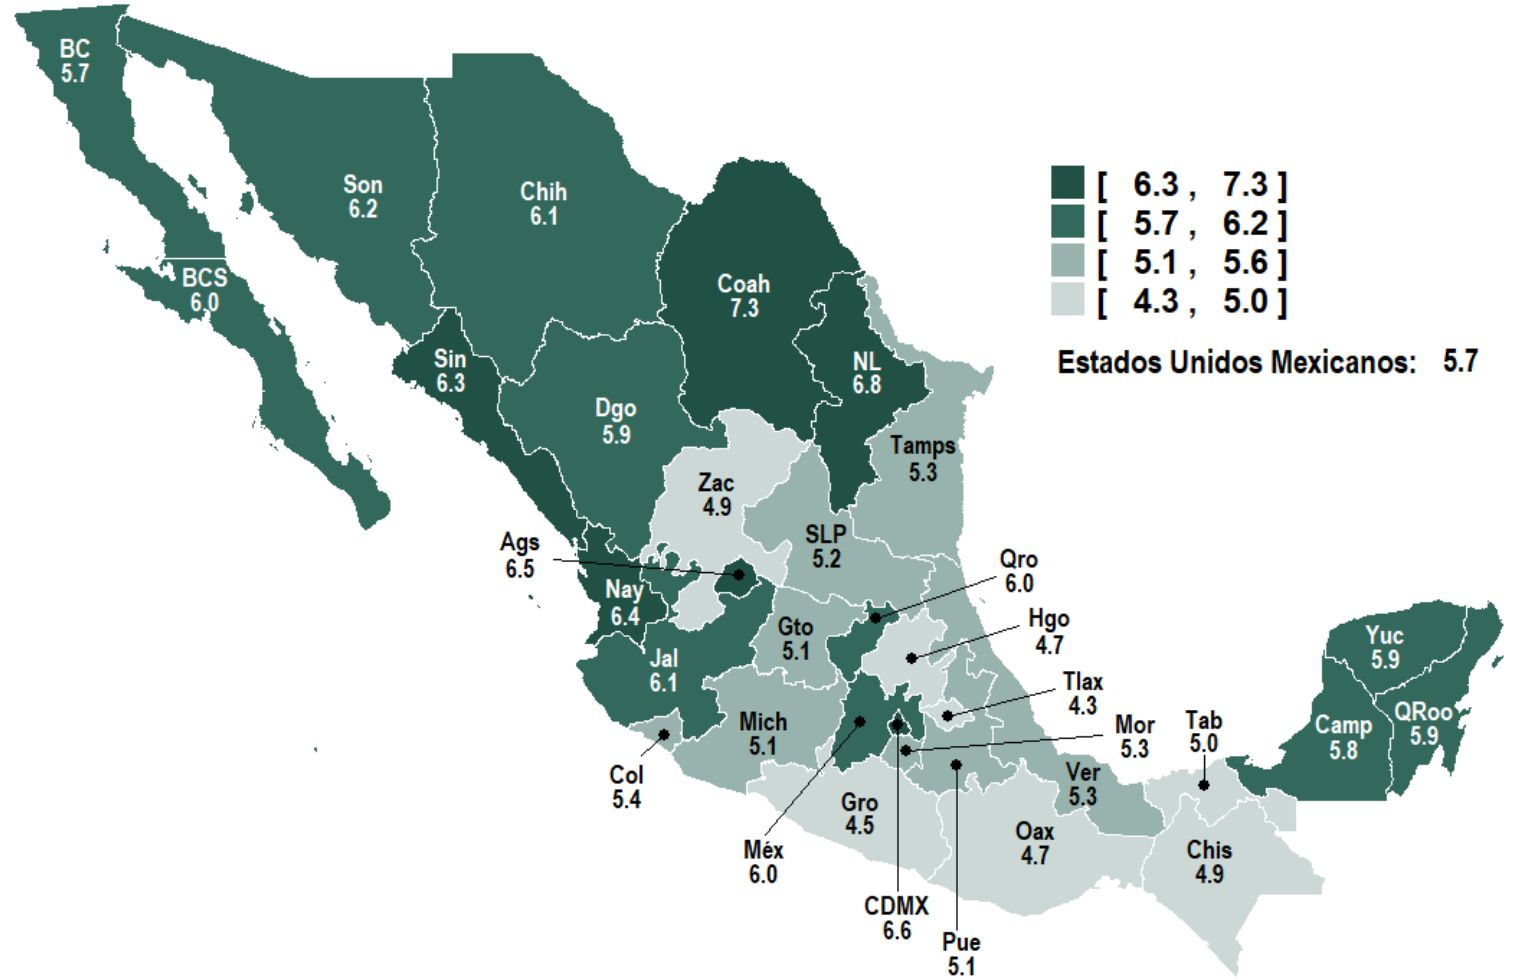 BC
5.7
Son
6.2
Chih
6.1
BCS
6.0
Coah
7.3
[ 6.3 , 7.3 ]
[ 5.7 , 6.2 ]
[ 5.1 , 5.6 ]
[ 4.3 , 5.0 ]
Estados Unidos Mexicanos: 5.7
Sin
6.3
NL
6.8
Dgo
5.9
Tamps
5.3
Zac
4.9
SLP
5.2
Ags
6.5
Qro
6.0
Nay
6.4
Hgo
4.7
Gto
5.1
Yuc
5.9
Jal
6.1
Tlax
4.3
Mich
5.1
Mor
5.3
Tab
5.0
Camp
5.8
QRoo
5.9
Col
5.4
Ver
5.3
Gro
4.5
Oax
4.7
Chis
4.9
Méx
6.0
CDMX
6.6
Pue
5.1